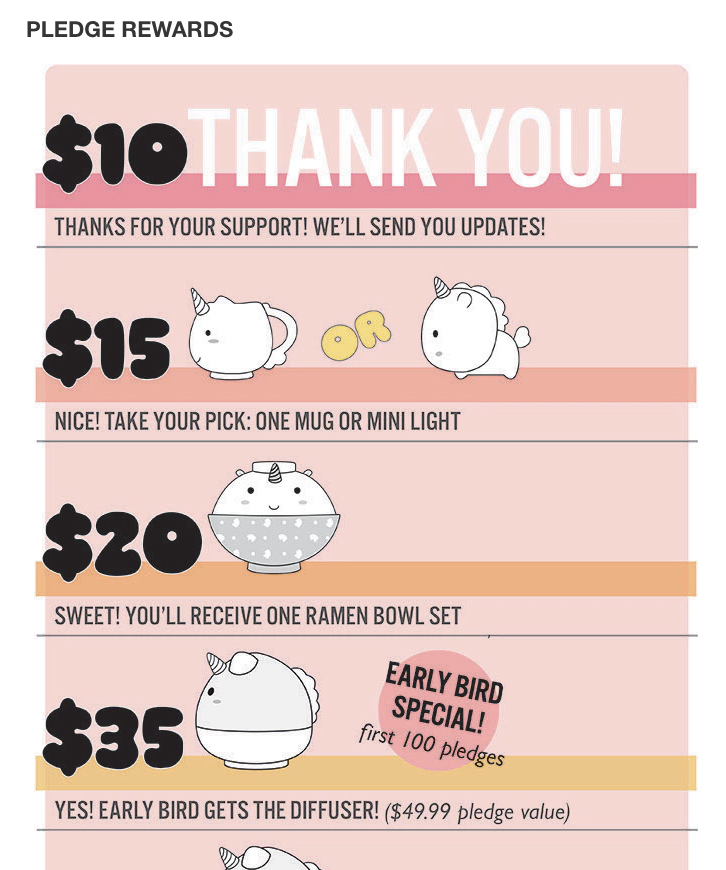 PLEDGE REWARDS
$10 THANK YOU!
THANKS FOR YOUR SUPPORT! WE'LL SEND YOU UPDATES!
$15
OR
NICE! TAKE YOUR PICK: ONE MUG OR MINI LIGHT
$20
SWEET! YOU'LL RECEIVE ONE RAMEN BOWL SET
$35
EARLY BIRD
SPECIAL!
first 100 pledges
YES! EARLY BIRD GETS THE DIFFUSER! ($49.99 pledge value)